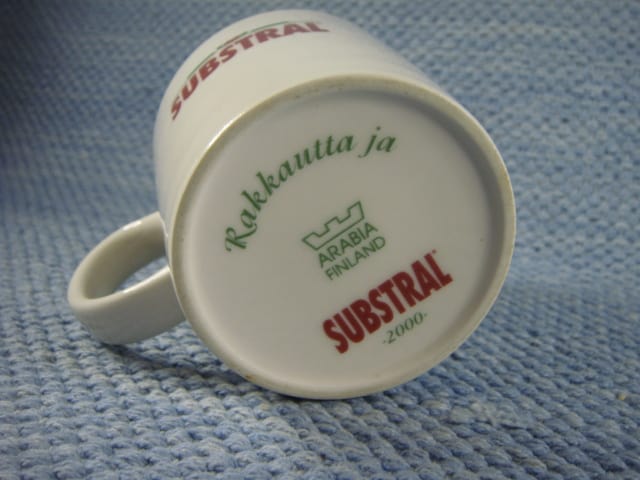 SUBSTRAL
Rakkautta ja
ARABIA
FINLAND
SUBSTRAL
-2000-